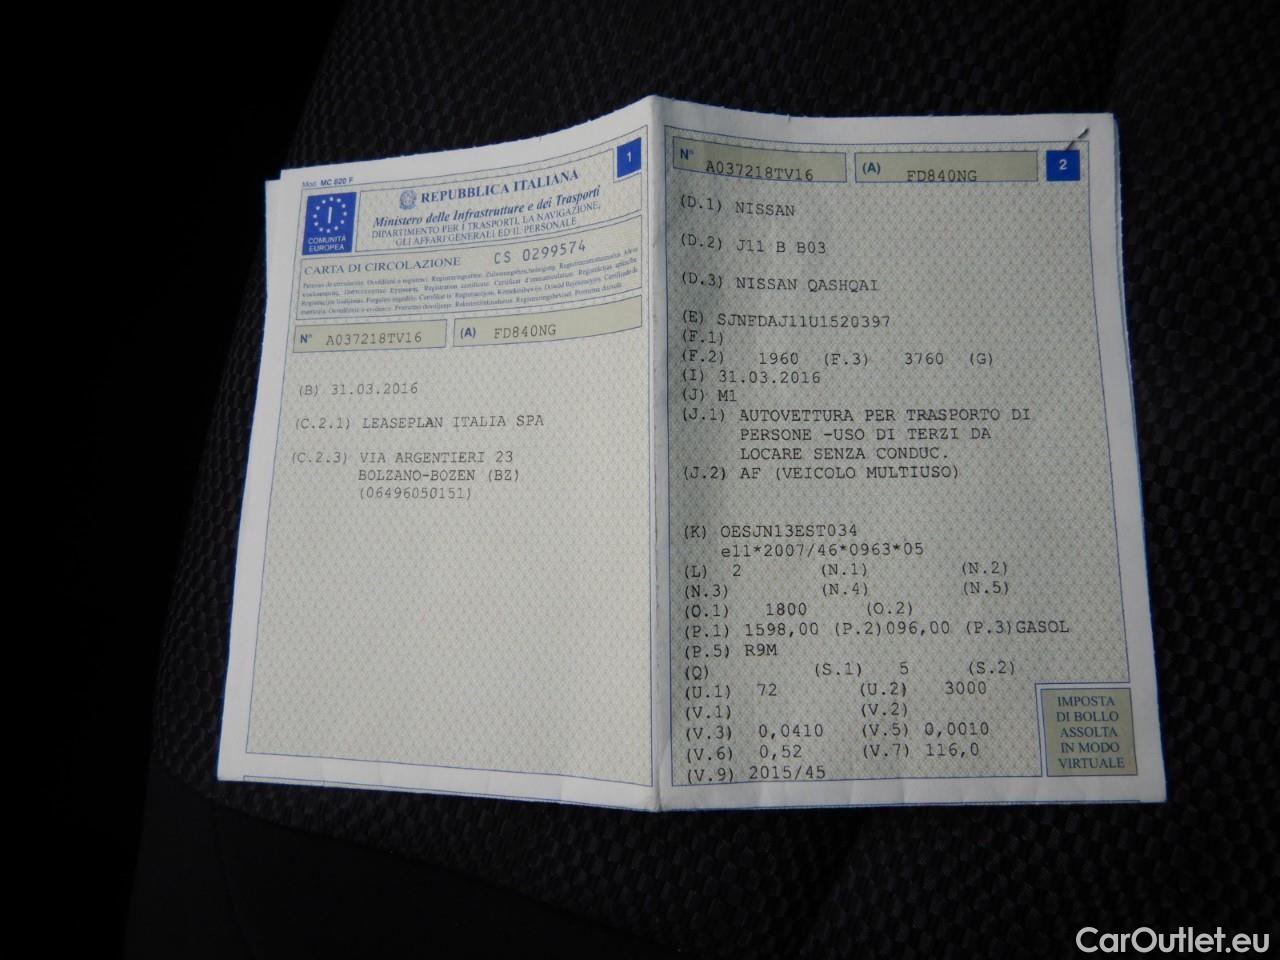 Mod. MC 820 F
1
I
COMUNITÀ
EUROPEA
REPUBBLICA ITALIANA
Ministero delle Infrastrutture e dei Trasporti
DIPARTIMENTO PER I TRASPORTI, LA NAVIGAZIONE,
GLI AFFARI GENERALI ED IL PERSONALE
CARTA DI CIRCOLAZIONE CS 0299574
N° A037218TV16 (A) FD840NG
(B) 31.03.2016
(C.2.1) LEASEPLAN ITALIA SPA
(C.2.3) VIA ARGENTIERI 23
BOLZANO-BOZEN (BZ)
(06496050151)
N° A037218TV16 (A) FD840NG 2
(D.1) NISSAN
(D.2) J11 B B03
(D.3) NISSAN QASHQAI
(E) SJNFDAJ11U1520397
(F.1)
(F.2) 1960 (F.3) 3760 (G)
(I) 31.03.2016
(J) M1
(J.1) AUTOVETTURA PER TRASPORTO DI
PERSONE -USO DI TERZI DA
LOCARE SENZA CONDUC.
(J.2) AF (VEICOLO MULTIUSO)
(K) OESJN13EST034
e11*2007/46*0963*05
(L) 2 (N.1) (N.2)
(N.3) (N.4) (N.5)
(O.1) 1800 (O.2)
(P.1) 1598,00 (P.2)096,00 (P.3)GASOL
(P.5) R9M
(Q) (S.1) 5 (S.2)
(U.1) 72 (U.2) 3000
(V.1) (V.2)
(V.3) 0,0410 (V.5) 0,0010
(V.6) 0,52 (V.7) 116,0
(V.9) 2015/45
IMPOSTA
DI BOLLO
ASSOLTA
IN MODO
VIRTUALE
CarOutlet.eu